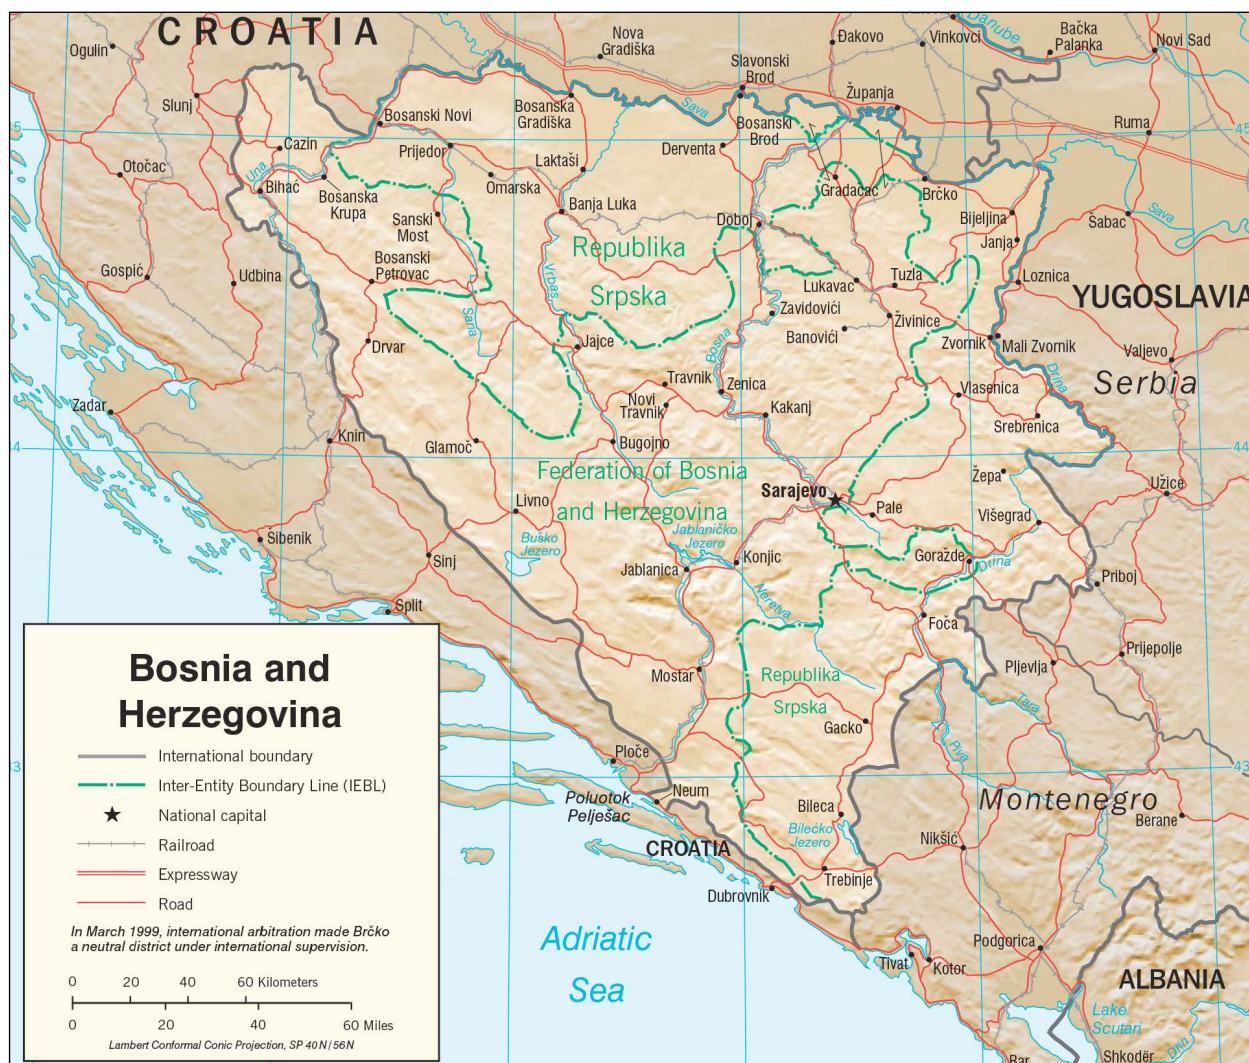 CROATIA
Ogulin
Nova
Gradiška
Đakovo
Vinkovci
Danube
Bačka
Palanka
Novi Sad
Slunj
Slavonski
Brod
Županja
Bosanski Novi
Bosanska
Gradiška
Sava
Bosanski
Brod
Ruma
45
45
Cazin
Prijedor
Derventa
Laktaši
Otočac
Una
Bihać
Bosanska
Krupa
Omarska
Gradačac
Brčko
Sanski
Most
Banja Luka
Doboj
Bijeljina
Šabac
Sava
Janja
Republika
Srpska
Bosanski
Petrovac
Gospić
Udbina
Vrbas
Lukavac
Tuzla
Loznica
YUGOSLAVIA
Sana
Zavidovići
Živinice
Banovići
Bosna
Drvar
Jajce
Zvornik
Mali Zvornik
Valjevo
Drina
Serbia
Travnik
Zenica
Vlasenica
Novi
Travnik
Zadar
Kakanj
Srebrenica
Knin
Glamoč
Bugojno
44
44
Federation of Bosnia
and Herzegovina
Žepa
Užice
Sarajevo
Livno
Pale
Višegrad
Šibenik
Buško
Jezero
Jablaničko
Jezero
Sinj
Jablanica
Konjic
Goražde
Drina
Priboj
Neretva
Split
Foča
Prijepolje
Pljevlja
Mostar
Republika
Srpska
Tara
Gacko
Piva
Ploče
43
43
Neum
Poluotok
Pelješac
Montenegro
Bileca
Berane
Bilećko
Jezero
CROATIA
Nikšić
Trebinje
Dubrovnik
Adriatic
Sea
Podgorica
Tivat
Kotor
ALBANIA
Lake
Scutari
Bar
Shkodër
Drin
Bosnia and
Herzegovina
International boundary
Inter-Entity Boundary Line (IEBL)
National capital
Railroad
Expressway
Road
In March 1999, international arbitration made Brčko
a neutral district under international supervision.
0 20 40 60 Kilometers
0 20 40 60 Miles
Lambert Conformal Conic Projection, SP 40 N / 56 N